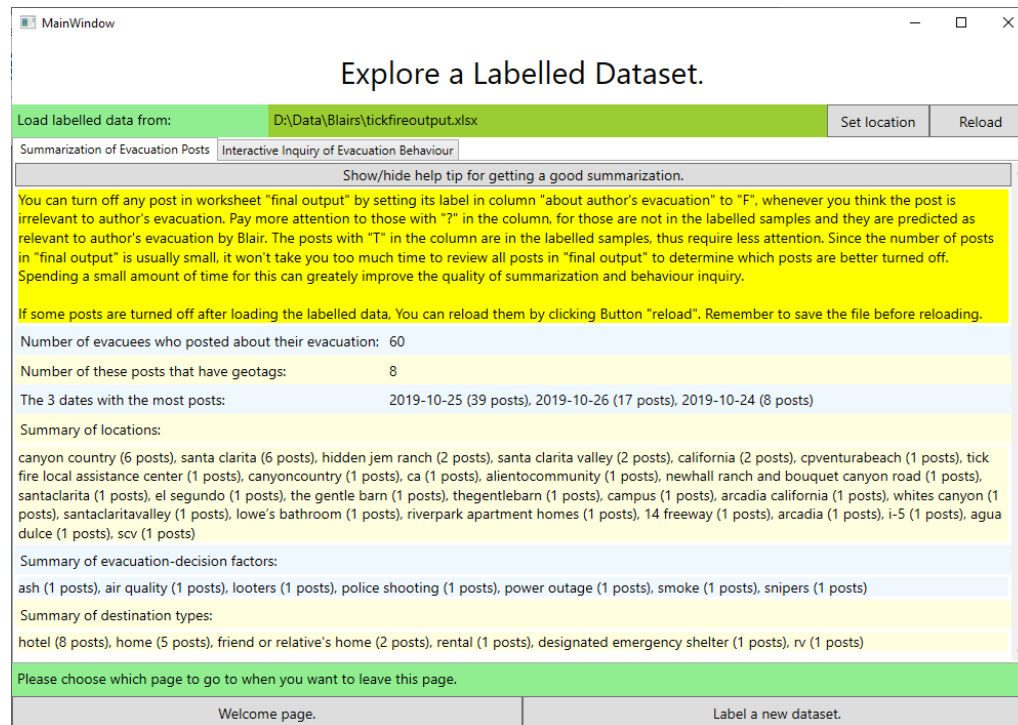 MainWindow
Explore a Labelled Dataset.
Load labelled data from: D:\Data\Blairs\tickfireoutput.xlsx Set location Reload
Summarization of Evacuation Posts Interactive Inquiry of Evacuation Behaviour
Show/hide help tip for getting a good summarization.
You can turn off any post in worksheet "final output" by setting its label in column "about author's evacuation" to "F", whenever you think the post is
irrelevant to author's evacuation. Pay more attention to those with "?" in the column, for those are not in the labelled samples and they are predicted as
relevant to author's evacuation by Blair. The posts with "T" in the column are in the labelled samples, thus require less attention. Since the number of posts
in "final output" is usually small, it won't take you too much time to review all posts in "final output" to determine which posts are better turned off.
Spending a small amount of time for this can greately improve the quality of summarization and behaviour inquiry.
If some posts are turned off after loading the labelled data, You can reload them by clicking Button "reload". Remember to save the file before reloading.
Number of evacuees who posted about their evacuation: 60
Number of these posts that have geotags: 8
The 3 dates with the most posts: 2019-10-25 (39 posts), 2019-10-26 (17 posts), 2019-10-24 (8 posts)
Summary of locations:
canyon country (6 posts), santa clarita (6 posts), hidden jem ranch (2 posts), santa clarita valley (2 posts), california (2 posts), cpventurabeach (1 posts), tick
fire local assistance center (1 posts), canyoncountry (1 posts), ca (1 posts), alientocommunity (1 posts), newhall ranch and bouquet canyon road (1 posts),
santaclarita (1 posts), el segundo (1 posts), the gentle barn (1 posts), thegentlebarn (1 posts), campus (1 posts), arcadia california (1 posts), whites canyon (1
posts), santaclaritavalley (1 posts), lowe's bathroom (1 posts), riverpark apartment homes (1 posts), 14 freeway (1 posts), arcadia (1 posts), i-5 (1 posts), agua
dulce (1 posts), scv (1 posts)
Summary of evacuation-decision factors:
ash (1 posts), air quality (1 posts), looters (1 posts), police shooting (1 posts), power outage (1 posts), smoke (1 posts), snipers (1 posts)
Summary of destination types:
hotel (8 posts), home (5 posts), friend or relative's home (2 posts), rental (1 posts), designated emergency shelter (1 posts), rv (1 posts)
Please choose which page to go to when you want to leave this page.
Welcome page. Label a new dataset.